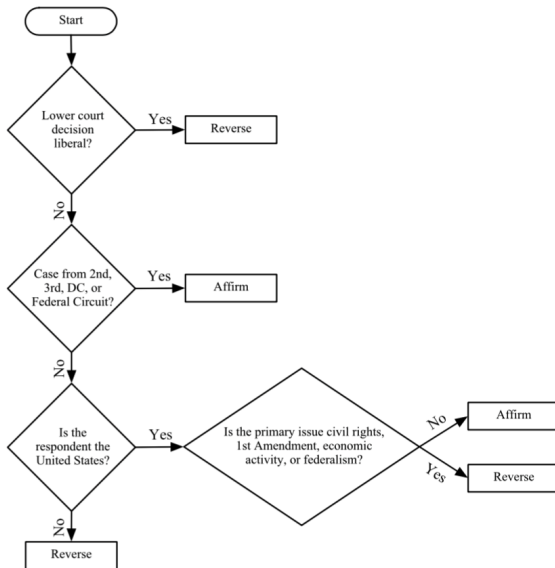 Start
Lower court
decision
liberal?
Yes
Reverse
No
Case from 2nd,
3rd, DC, or
Federal Circuit?
Yes
Affirm
No
Is the
respondent the
United States?
Yes
Is the primary issue civil rights,
1st Amendment, economic
activity, or federalism?
No
Affirm
Yes
Reverse
No
Reverse